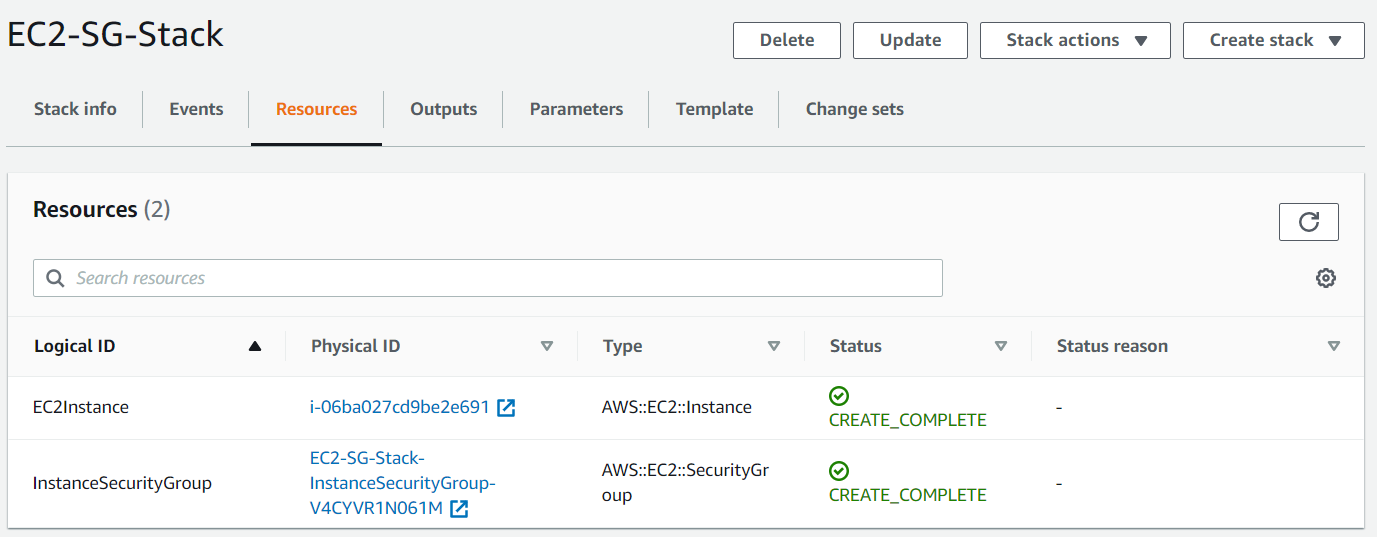 EC2-SG-Stack
Delete
Update
Stack actions
Create stack
Stack info
Events
Resources
Outputs
Parameters
Template
Change sets
Resources (2)
Search resources
Logical ID
Physical ID
Type
Status
Status reason
EC2Instance
i-06ba027cd9be2e691
AWS::EC2::Instance
CREATE_COMPLETE
-
InstanceSecurityGroup
EC2-SG-Stack-
InstanceSecurityGroup-
V4CYVR1N061M
AWS::EC2::SecurityGr
oup
CREATE_COMPLETE
-